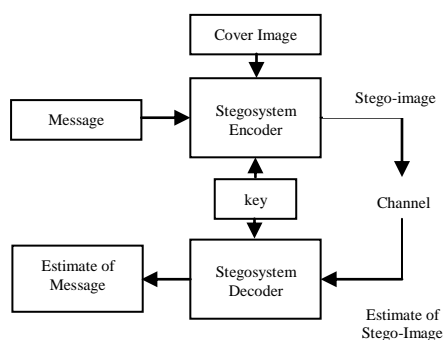 Cover Image
Stego-image
Message
Stegosystem
Encoder
key
Channel
Estimate of
Message
Stegosystem
Decoder
Estimate of
Stego-Image